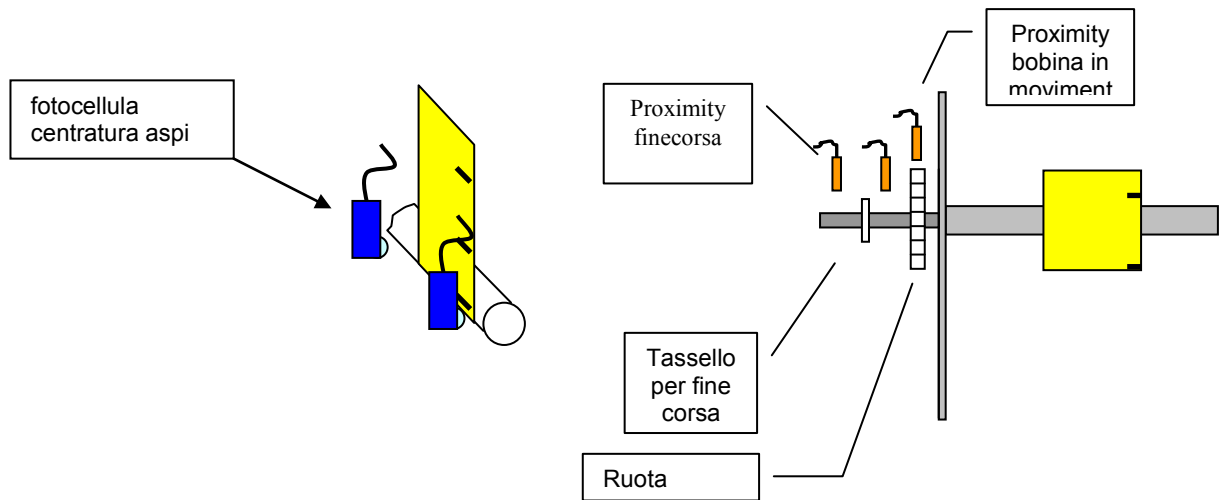 fotocellula
centratura aspi
Proximity
finecorsa
Proximity
bobina in
moviment
Tassello
per fine
corsa
Ruota